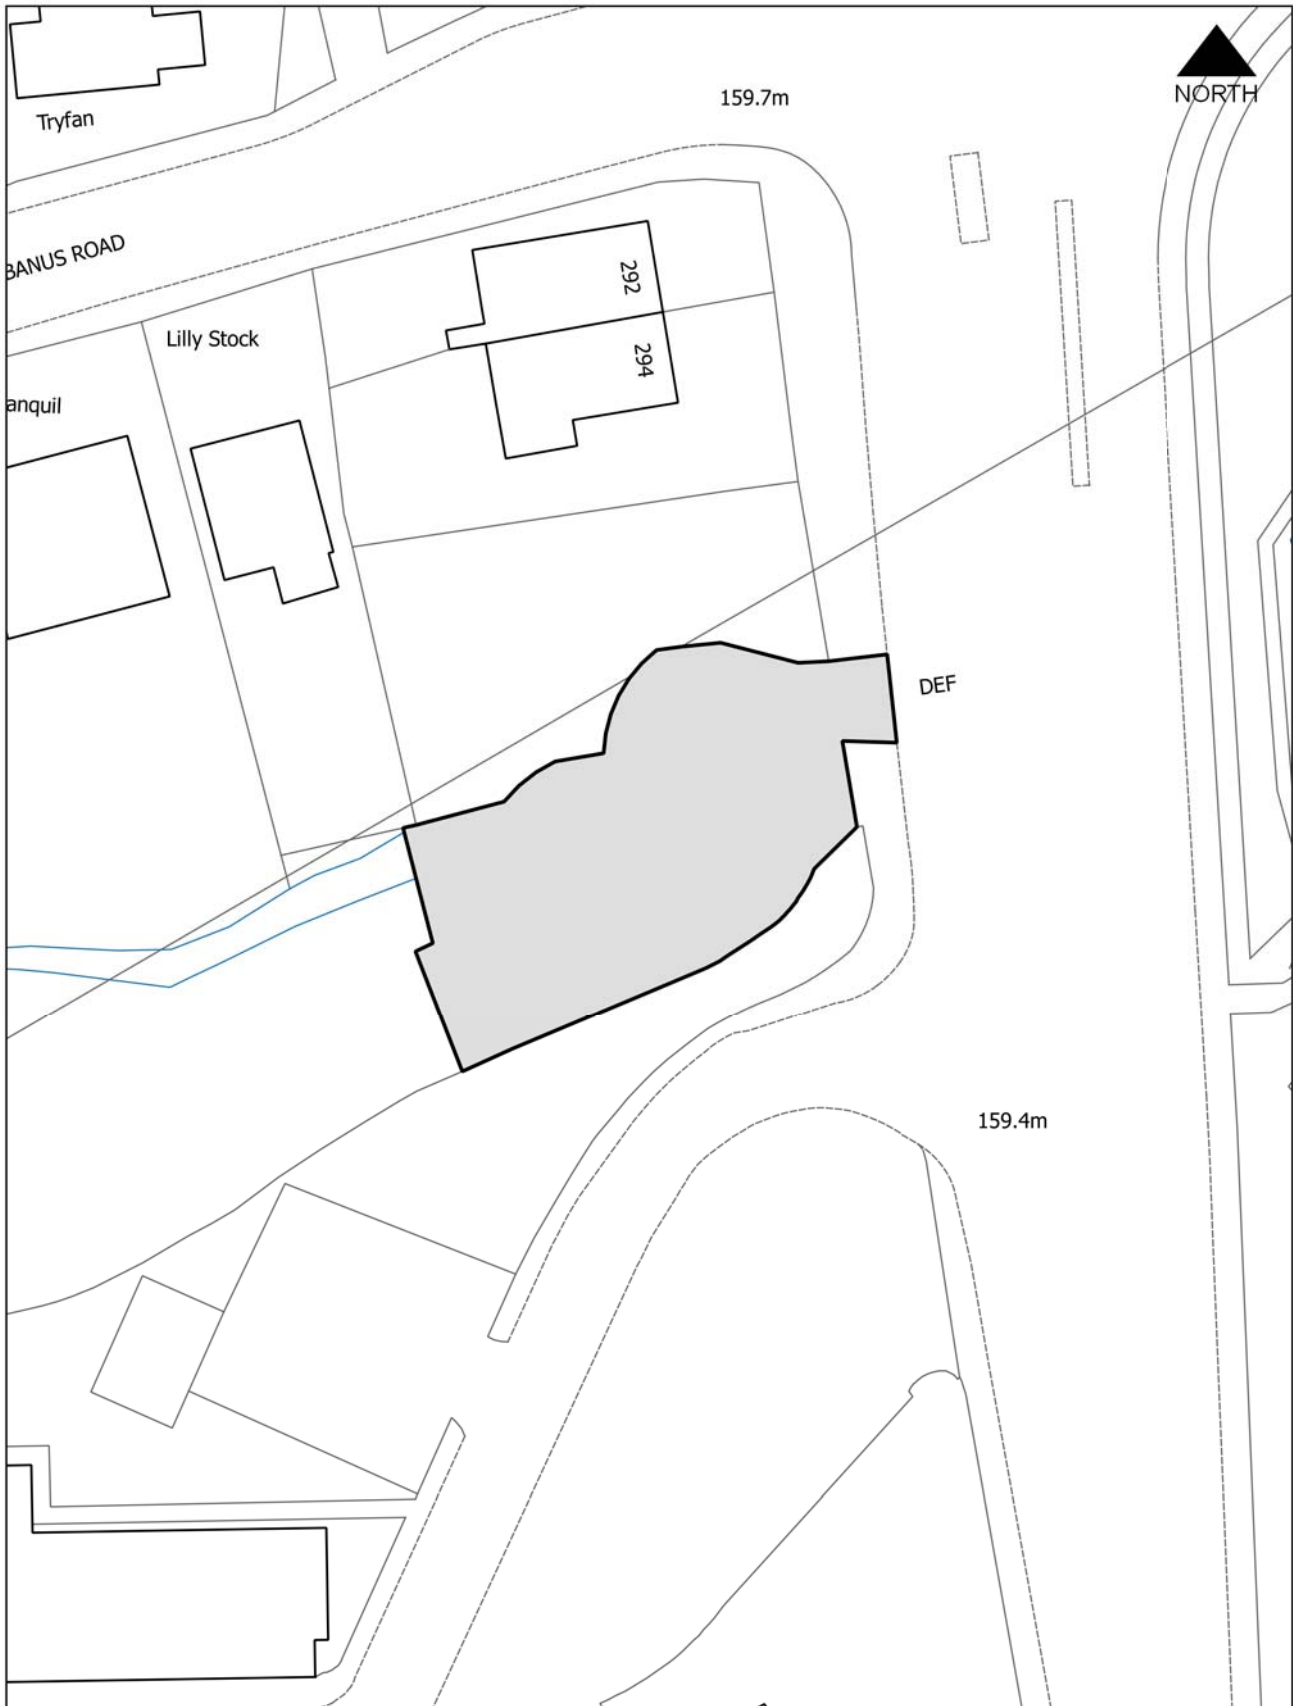 159.7m
NORTH
Tryfan
BANUS ROAD
292
Lilly Stock
294
anquil
DEF
159.4m